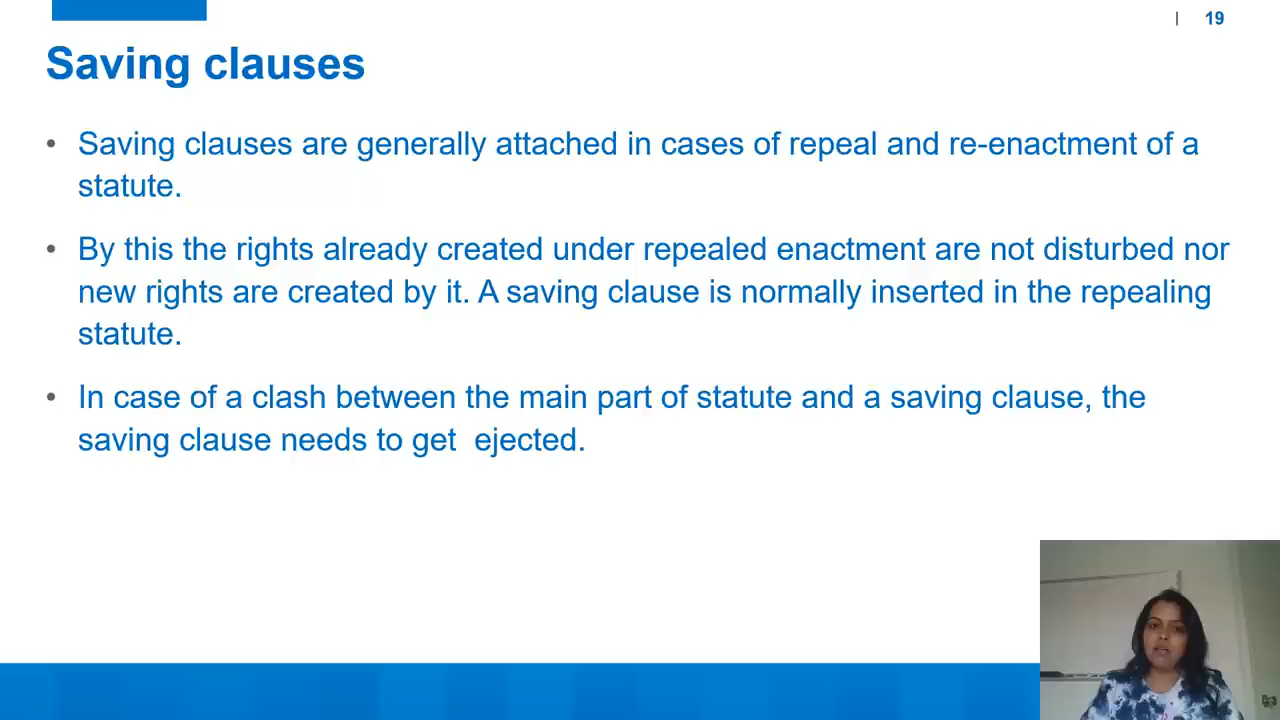 | 19
Saving clauses
• Saving clauses are generally attached in cases of repeal and re-enactment of a
statute.
• By this the rights already created under repealed enactment are not disturbed nor
new rights are created by it. A saving clause is normally inserted in the repealing
statute.
• In case of a clash between the main part of statute and a saving clause, the
saving clause needs to get  ejected.